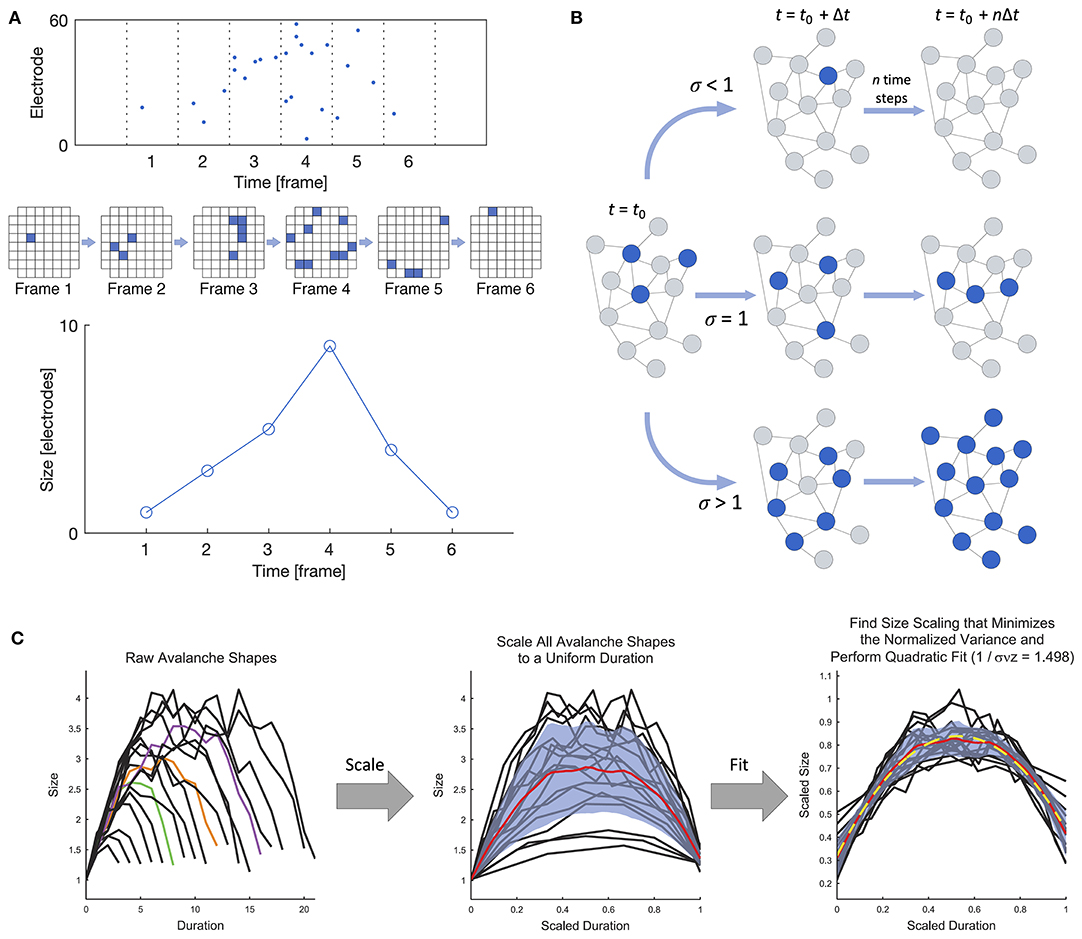 A
60
Electrode
0
1 2 3 4 5 6
Time [frame]
Frame 1 Frame 2 Frame 3 Frame 4 Frame 5 Frame 6
10
Size [electrodes]
0
1 2 3 4 5 6
Time [frame]
B
t = t0 + Δt
t = t0 + nΔt
σ < 1
n time
steps
t = t0
σ = 1
σ > 1
C
Raw Avalanche Shapes
4
3.5
3
2.5
2
1.5
1
Size
0 5 10 15 20
Duration
Scale
Scale All Avalanche Shapes
to a Uniform Duration
4
3.5
3
2.5
2
1.5
1
Size
0 0.2 0.4 0.6 0.8 1
Scaled Duration
Fit
Find Size Scaling that Minimizes
the Normalized Variance and
Perform Quadratic Fit (1 / σνz = 1.498)
1.1
1
0.9
0.8
0.7
0.6
0.5
0.4
0.3
0.2
Scaled Size
0 0.2 0.4 0.6 0.8 1
Scaled Duration